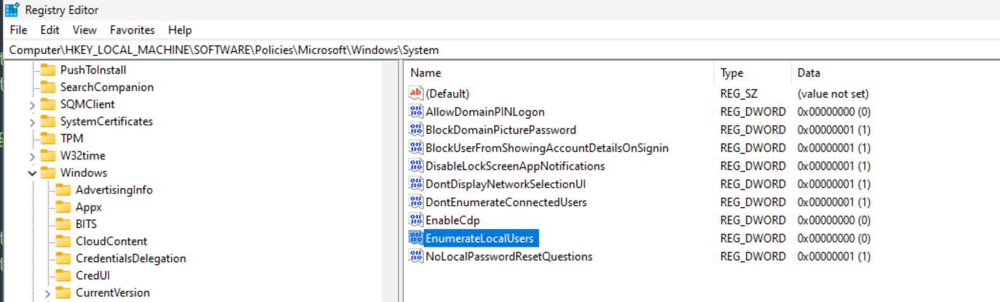 Registry Editor
File Edit View Favorites Help
Computer\HKEY_LOCAL_MACHINE\SOFTWARE\Policies\Microsoft\Windows\System
PushToInstall
SearchCompanion
SQMClient
SystemCertificates
TPM
W32time
Windows
AdvertisingInfo
Appx
BITS
CloudContent
CredentialsDelegation
CredUI
CurrentVersion
Name Type Data
(Default) REG_SZ (value not set)
AllowDomainPINLogon REG_DWORD 0x00000000 (0)
BlockDomainPicturePassword REG_DWORD 0x00000001 (1)
BlockUserFromShowingAccountDetailsOnSignin REG_DWORD 0x00000001 (1)
DisableLockScreenAppNotifications REG_DWORD 0x00000001 (1)
DontDisplayNetworkSelectionUI REG_DWORD 0x00000001 (1)
DontEnumerateConnectedUsers REG_DWORD 0x00000001 (1)
EnableCdp REG_DWORD 0x00000000 (0)
EnumerateLocalUsers REG_DWORD 0x00000000 (0)
NoLocalPasswordResetQuestions REG_DWORD 0x00000001 (1)